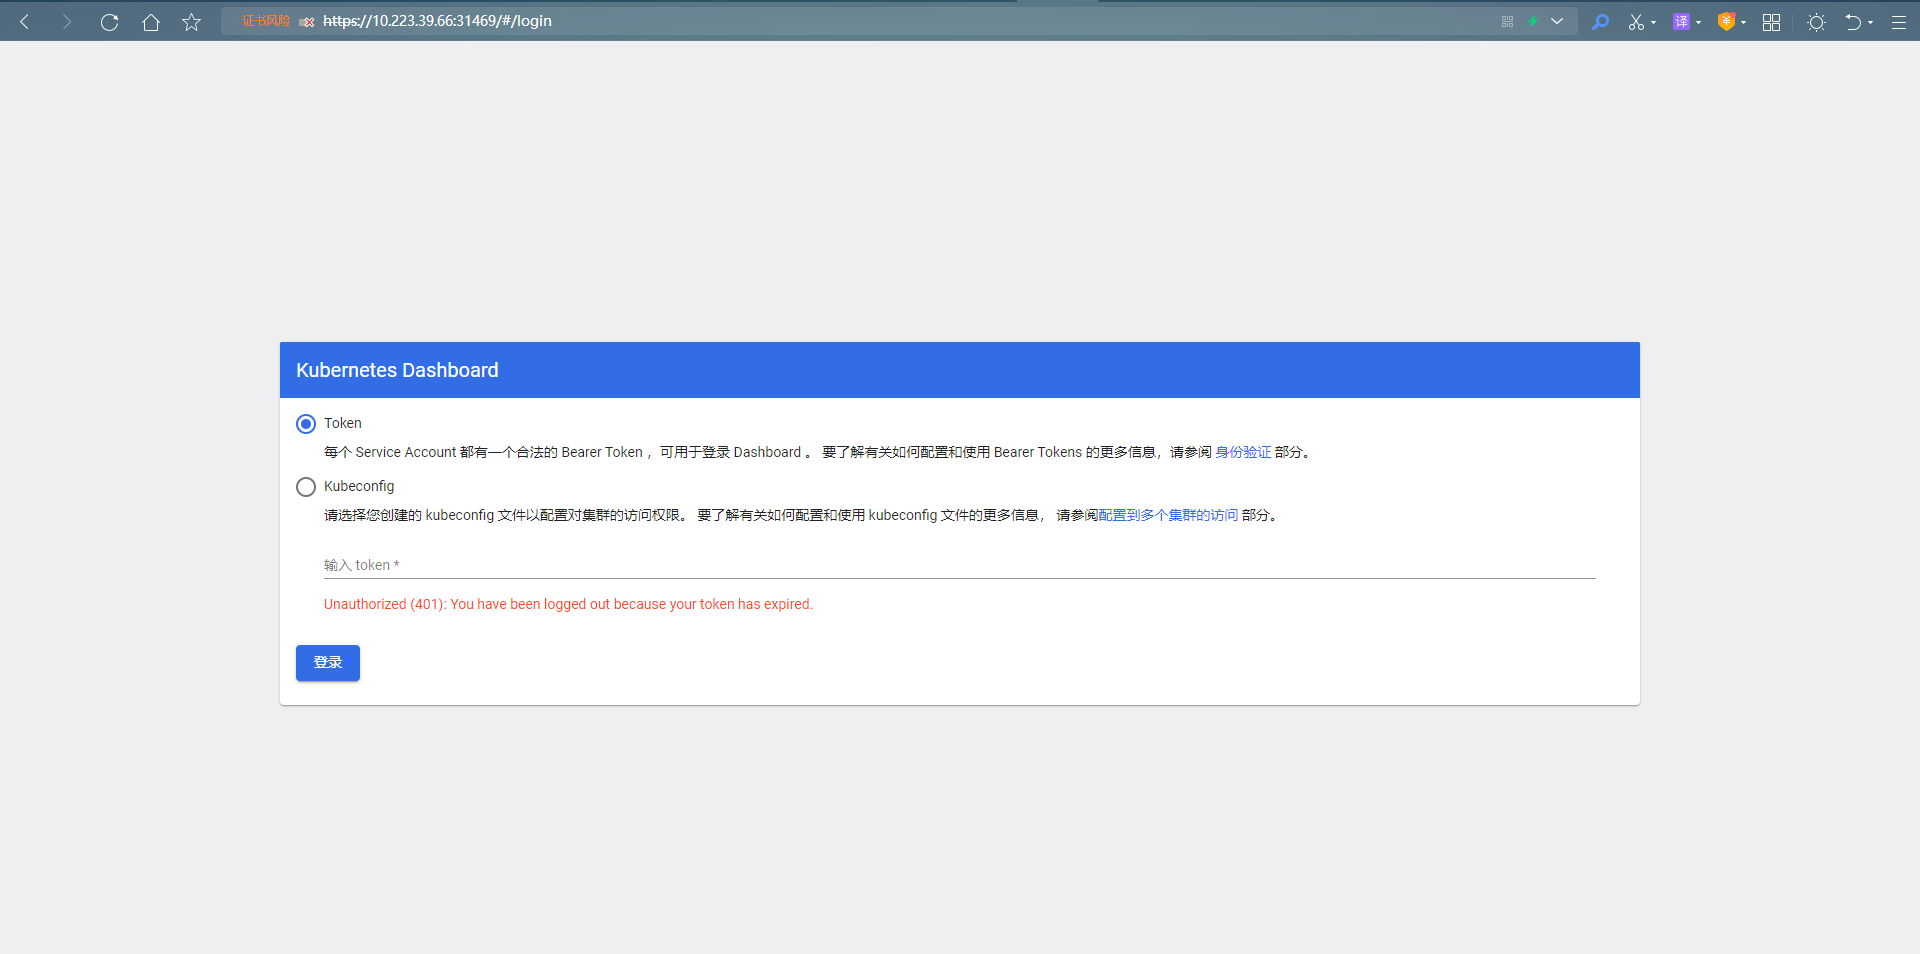 证书风险 https://10.223.39.66:31469/#/login
译
Kubernetes Dashboard
Token
每个 Service Account 都有一个合法的 Bearer Token ，可用于登录 Dashboard 。 要了解有关如何配置和使用 Bearer Tokens 的更多信息，请参阅 身份验证 部分。
Kubeconfig
请选择您创建的 kubeconfig 文件以配置对集群的访问权限。 要了解有关如何配置和使用 kubeconfig 文件的更多信息， 请参阅配置到多个集群的访问 部分。
输入 token *
Unauthorized (401): You have been logged out because your token has expired.
登录